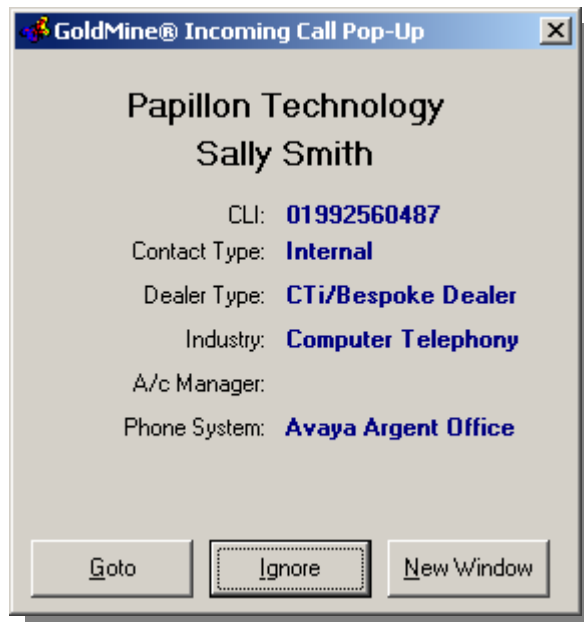 GoldMine® Incoming Call Pop-Up
Papillon Technology
Sally Smith
CLI: 01992560487
Contact Type: Internal
Dealer Type: CTi/Bespoke Dealer
Industry: Computer Telephony
A/c Manager:
Phone System: Avaya Argent Office
Goto Ignore New Window